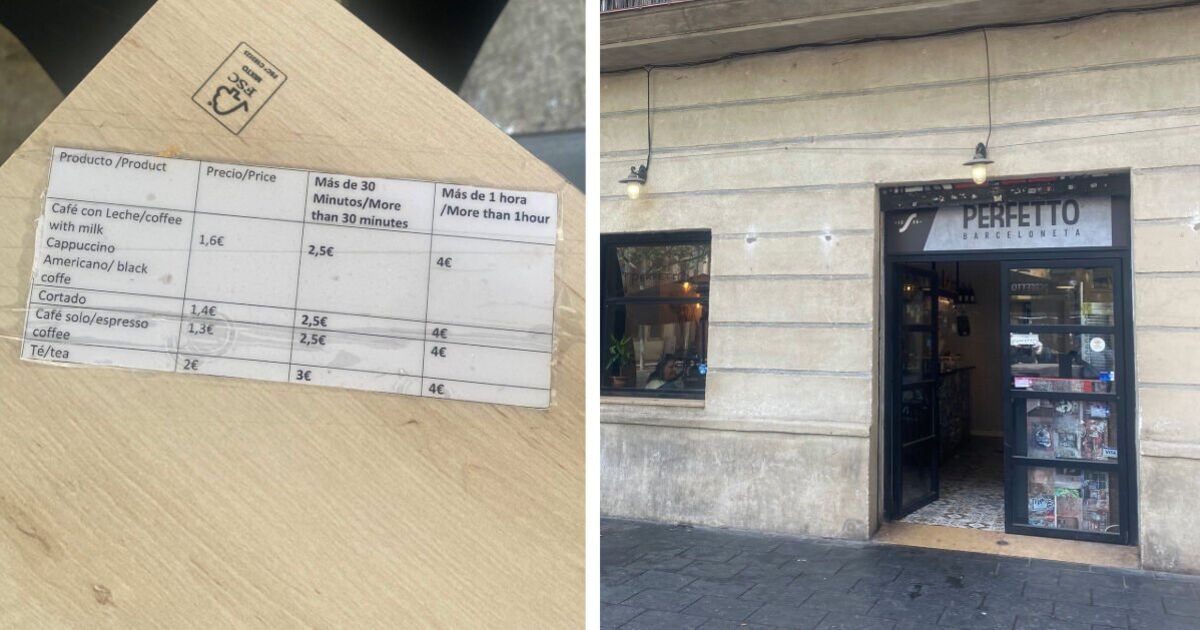 FSC
MIXTO
Producto /Product
Precio/Price
Más de 30
Minutos/More
than 30 minutes
Más de 1 hora
/More than 1hour
Café con Leche/coffee
with milk
Cappuccino
Americano/ black
coffe
1,6€
2,5€
4€
Cortado
1,4€
2,5€
4€
Café solo/espresso
coffee
1,3€
2,5€
4€
Té/tea
2€
3€
4€
PERFETTO
BARCELONETA
VISA